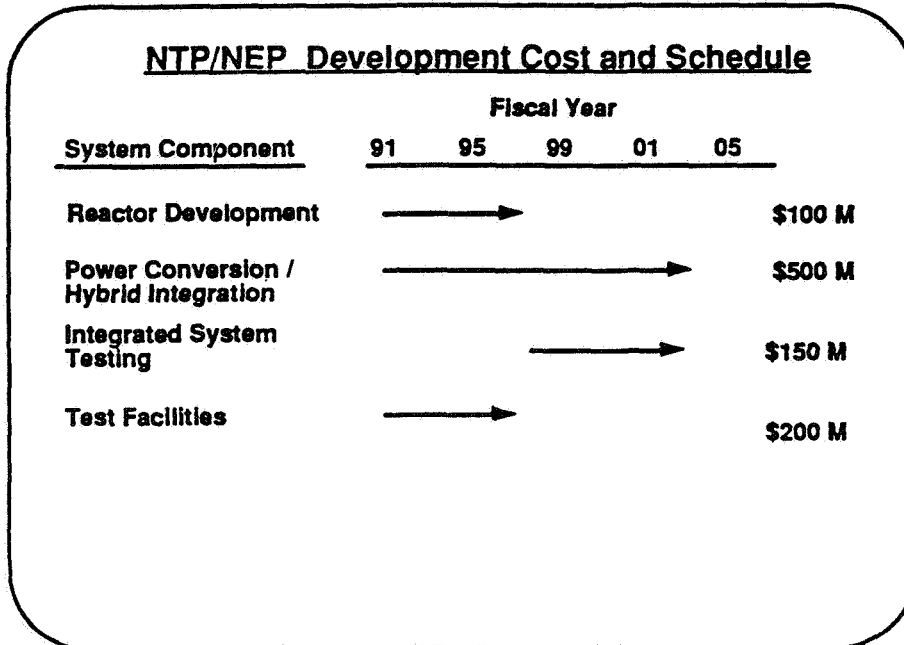 NTP/NEP Development Cost and Schedule
Fiscal Year
System Component 91 95 99 01 05
Reactor Development $100 M
Power Conversion / $500 M
Hybrid Integration
Integrated System
Testing $150 M
Test Facilities $200 M